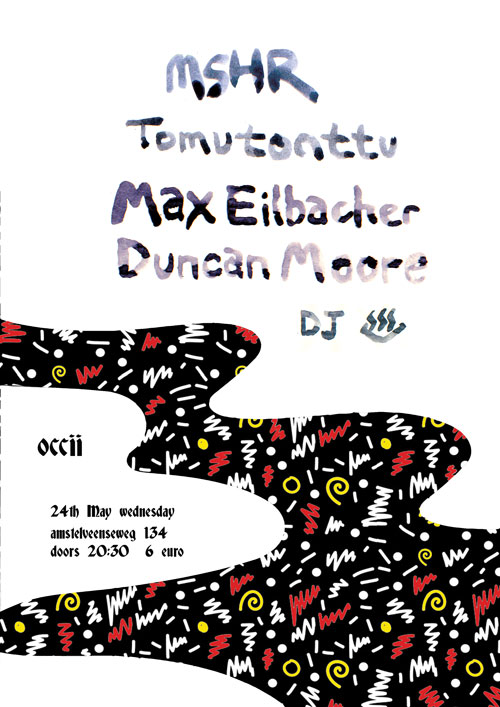 MSHR
Tomutonttu
Max Eilbacher
Duncan Moore
DJ
occii
24th May wednesday
amstelveenseweg 134
doors 20:30 6 euro